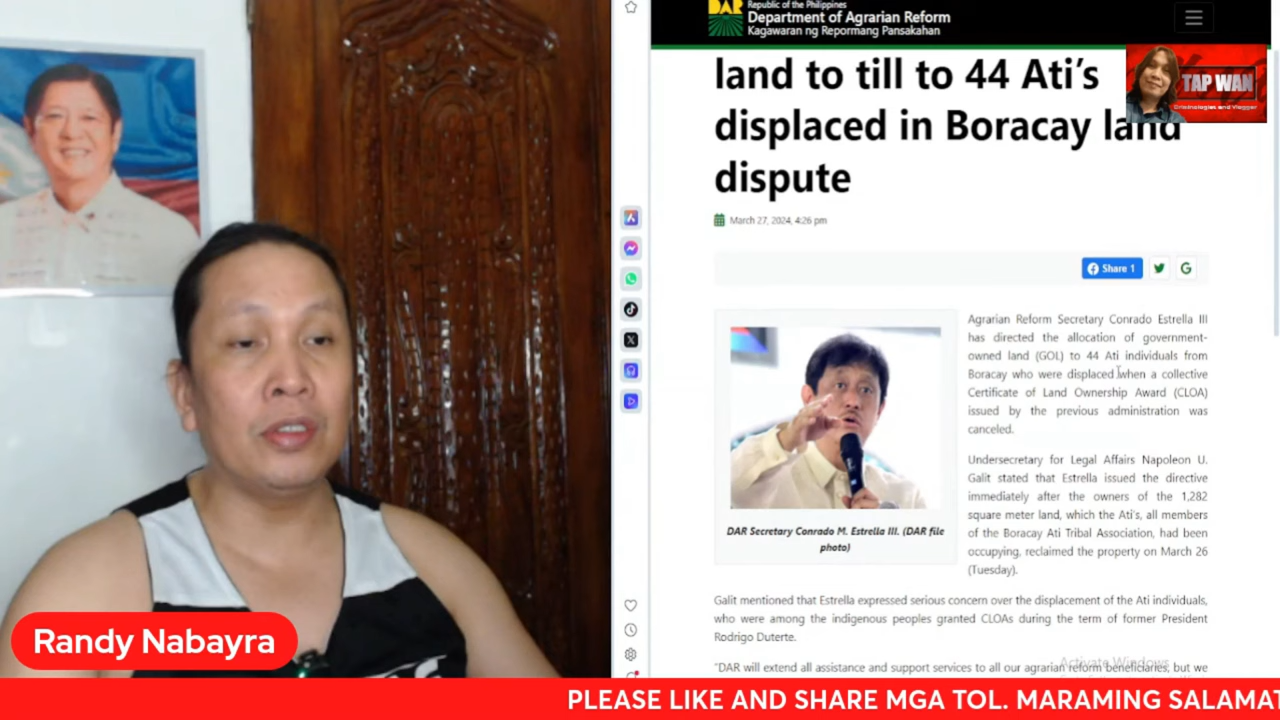 DAR
Republic of the Philippines
Department of Agrarian Reform
Kagawaran ng Repormang Pansakahan
land to till to 44 Ati's
displaced in Boracay land
dispute
TAP WAN
Criminologist and Vlogger
March 27, 2024, 4:26 pm
Share 1
G
Agrarian Reform Secretary Conrado Estrella III
has directed the allocation of government-
owned land (GOL) to 44 Ati individuals from
Boracay who were displaced when a collective
Certificate of Land Ownership Award (CLOA)
issued by the previous administration was
canceled.
Undersecretary for Legal Affairs Napoleon U.
Galit stated that Estrella issued the directive
immediately after the owners of the 1,282
square meter land, which the Ati's, all members
of the Boracay Ati Tribal Association, had been
occupying, reclaimed the property on March 26
(Tuesday).
DAR Secretary Conrado M. Estrella III. (DAR file
photo)
Galit mentioned that Estrella expressed serious concern over the displacement of the Ati individuals,
who were among the indigenous peoples granted CLOAs during the term of former President
Rodrigo Duterte.
"DAR will extend all assistance and support services to all our agrarian reform beneficiaries; but we
Activate Windows
Randy Nabayra
PLEASE LIKE AND SHARE MGA TOL. MARAMING SALAMAT